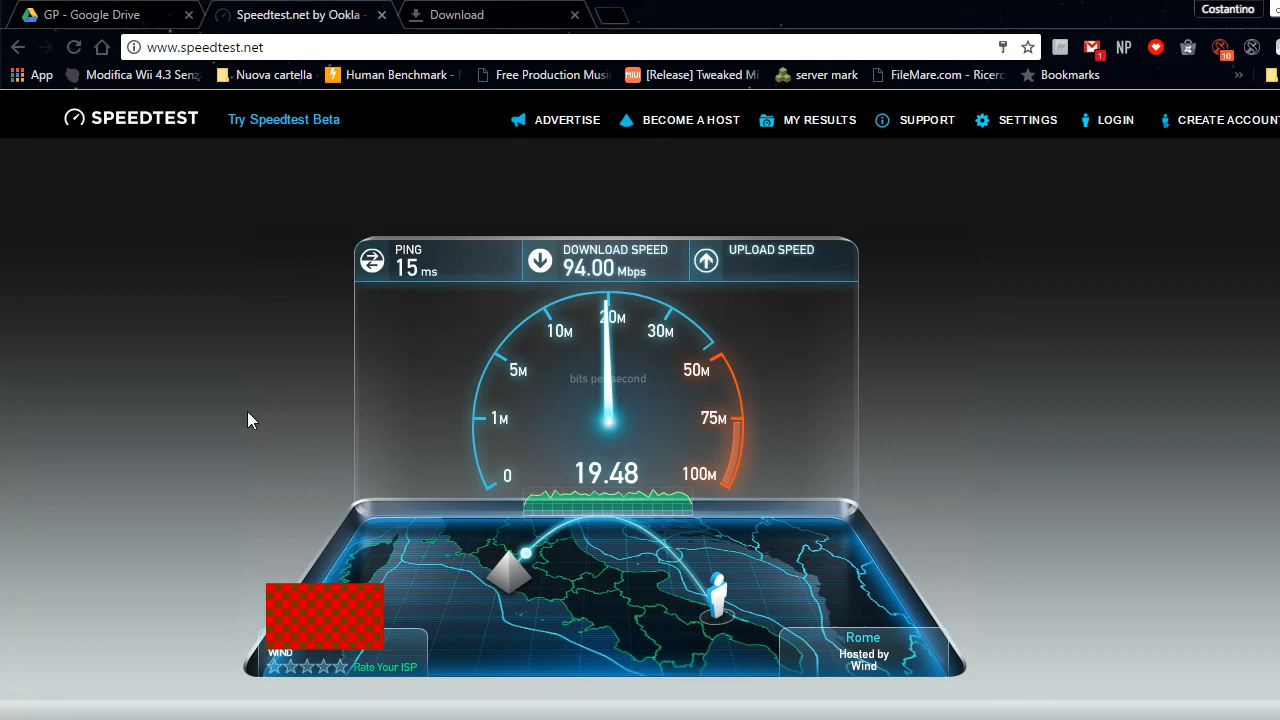 GP - Google Drive
Speedtest.net by Ookla
Download
Costantino
www.speedtest.net
NP
1
10
App
Modifica Wii 4.3 Senz
Nuova cartella
Human Benchmark -
Free Production Musi
MIUI
[Release] Tweaked Mi
server mark
FileMare.com - Ricerc
Bookmarks
»
SPEEDTEST
Try Speedtest Beta
ADVERTISE
BECOME A HOST
MY RESULTS
SUPPORT
SETTINGS
LOGIN
CREATE ACCOUNT
PING
15 ms
DOWNLOAD SPEED
94.00 Mbps
UPLOAD SPEED
20M
10M
30M
5M
50M
bits per second
1M
75M
0
100M
19.48
WIND
Rate Your ISP
Rome
Hosted by
Wind